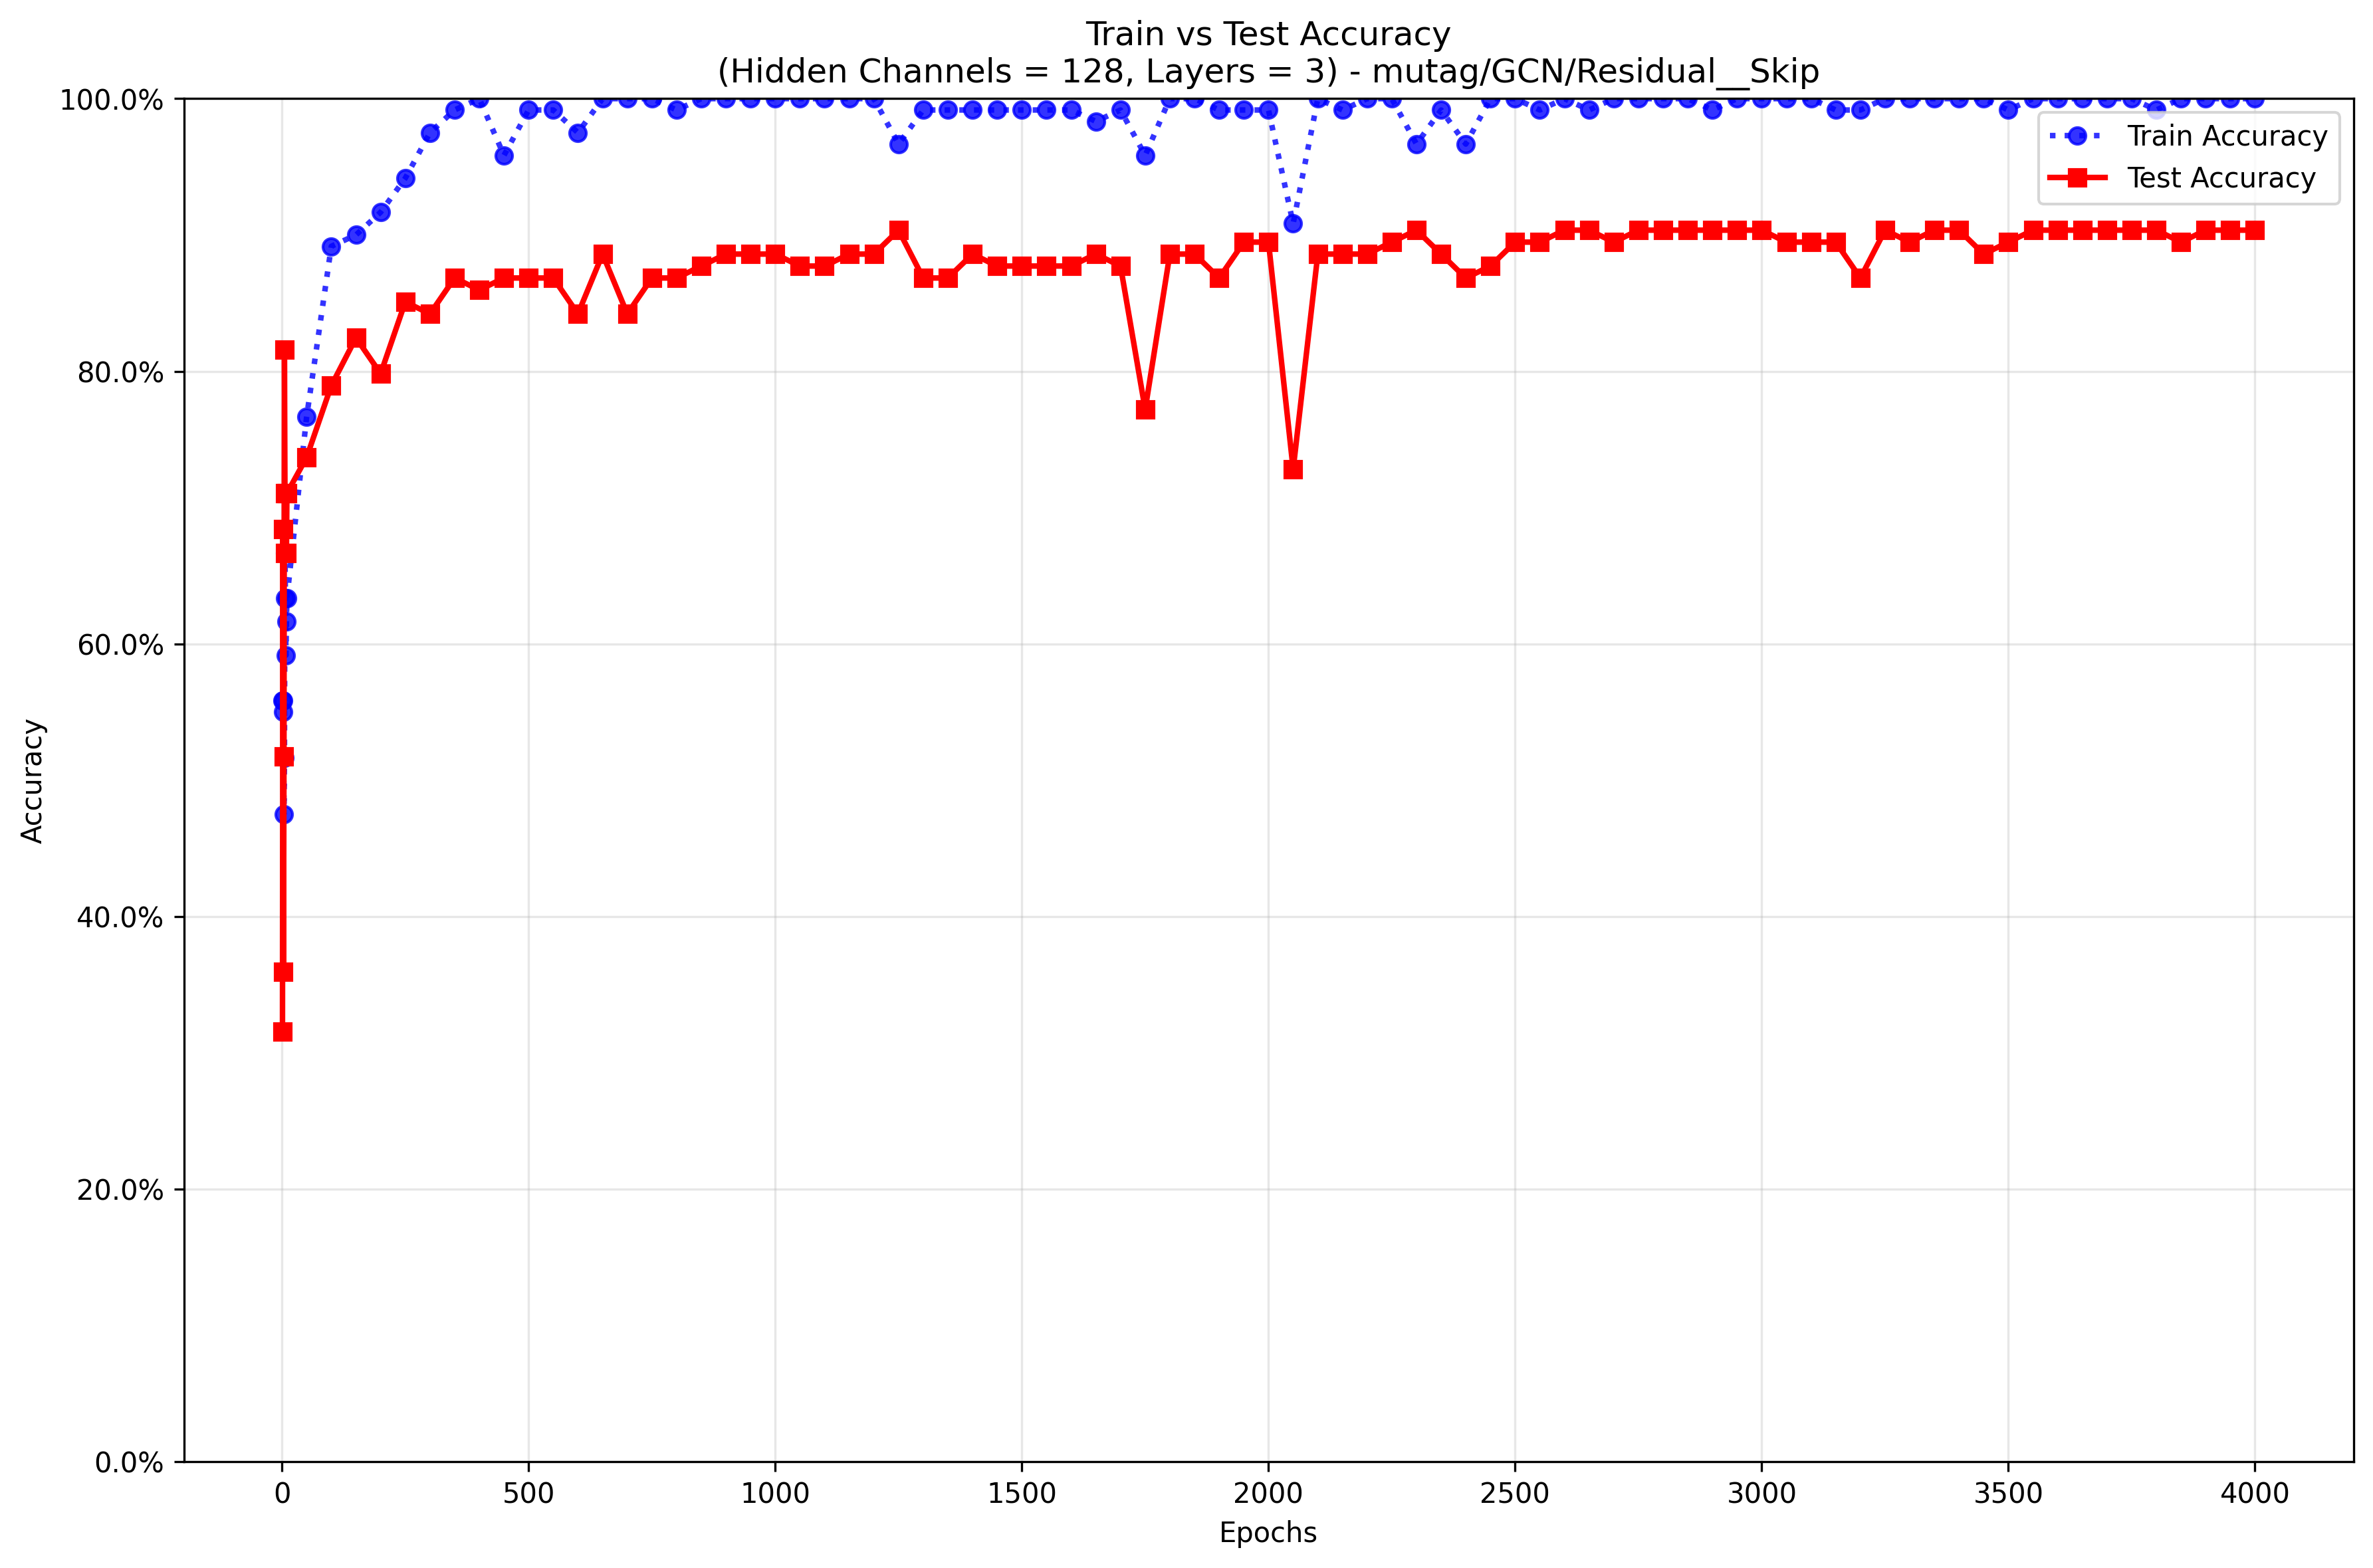 Train vs Test Accuracy
(Hidden Channels = 128, Layers = 3) - mutag/GCN/Residual__Skip
100.0%
80.0%
60.0%
40.0%
20.0%
0.0%
Accuracy
Train Accuracy
Test Accuracy
0 500 1000 1500 2000 2500 3000 3500 4000
Epochs